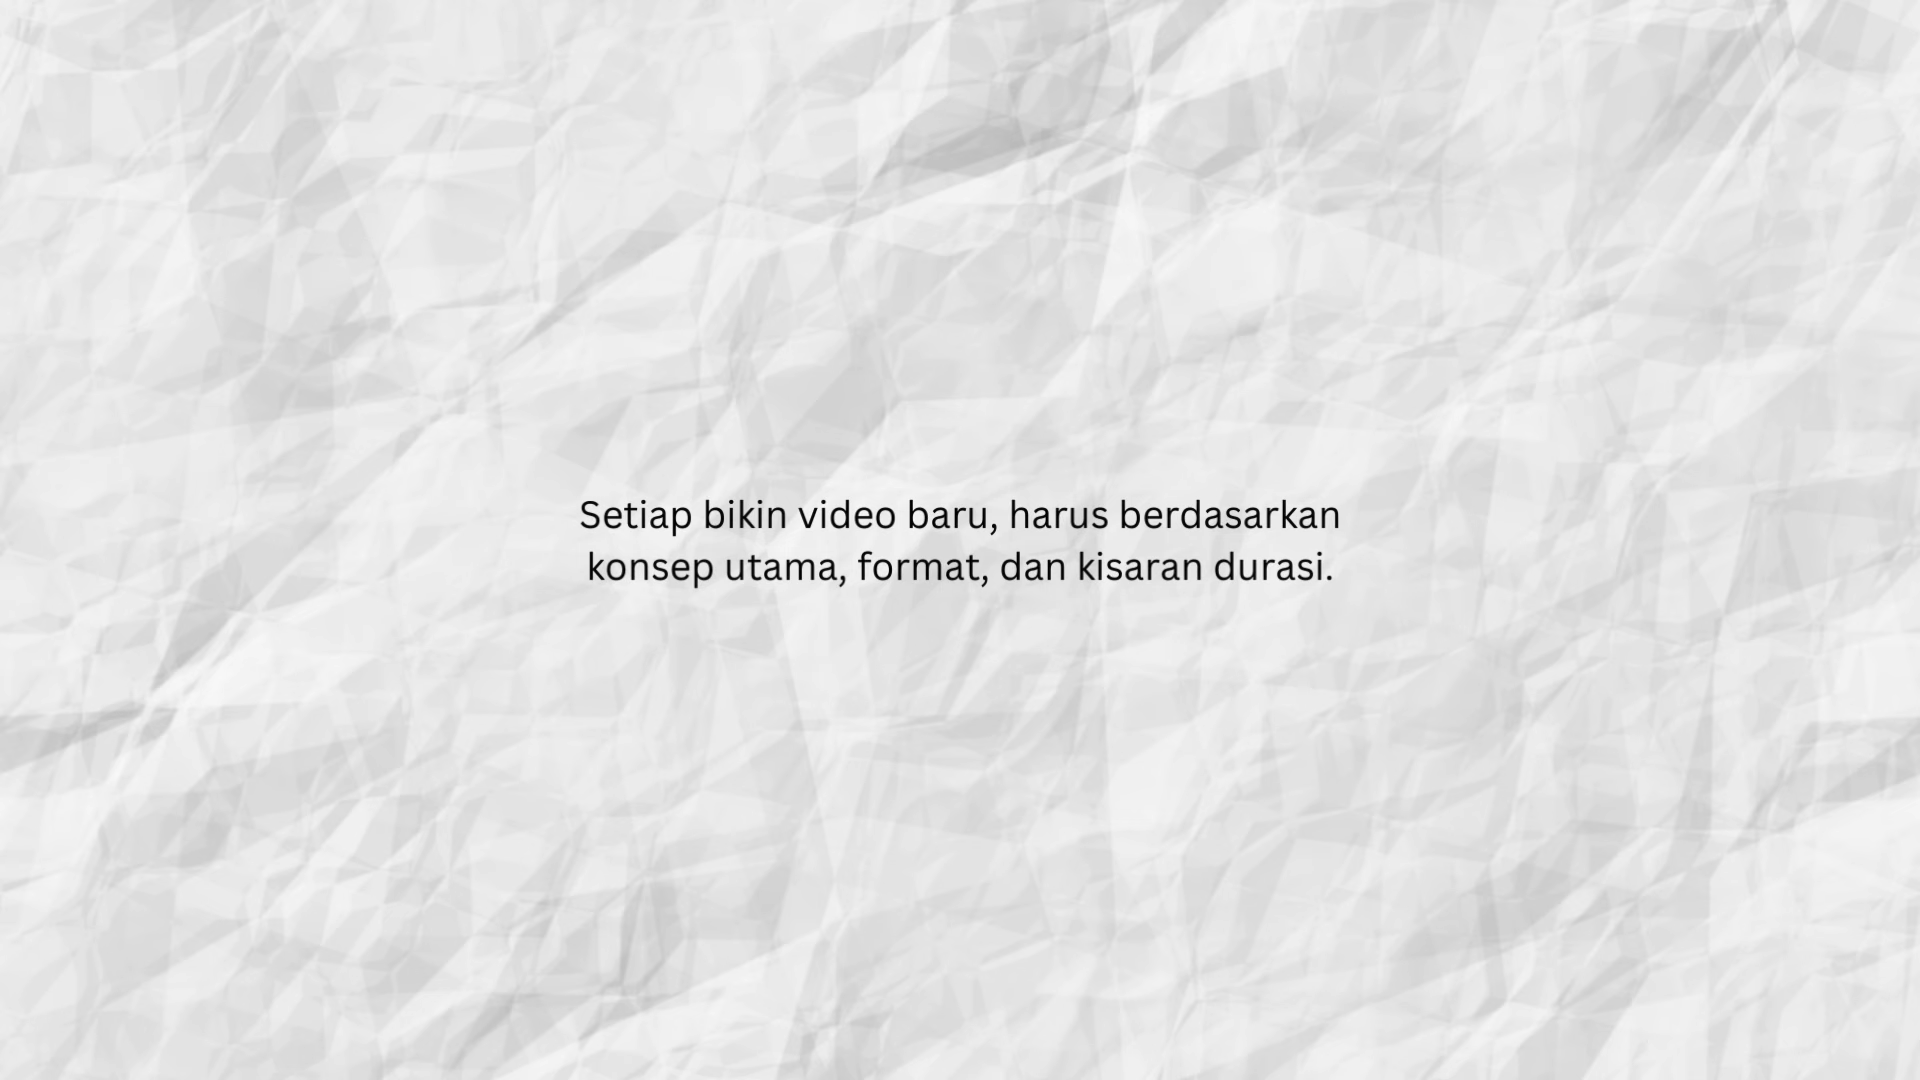 Setiap bikin video baru, harus berdasarkan
konsep utama, format, dan kisaran durasi.